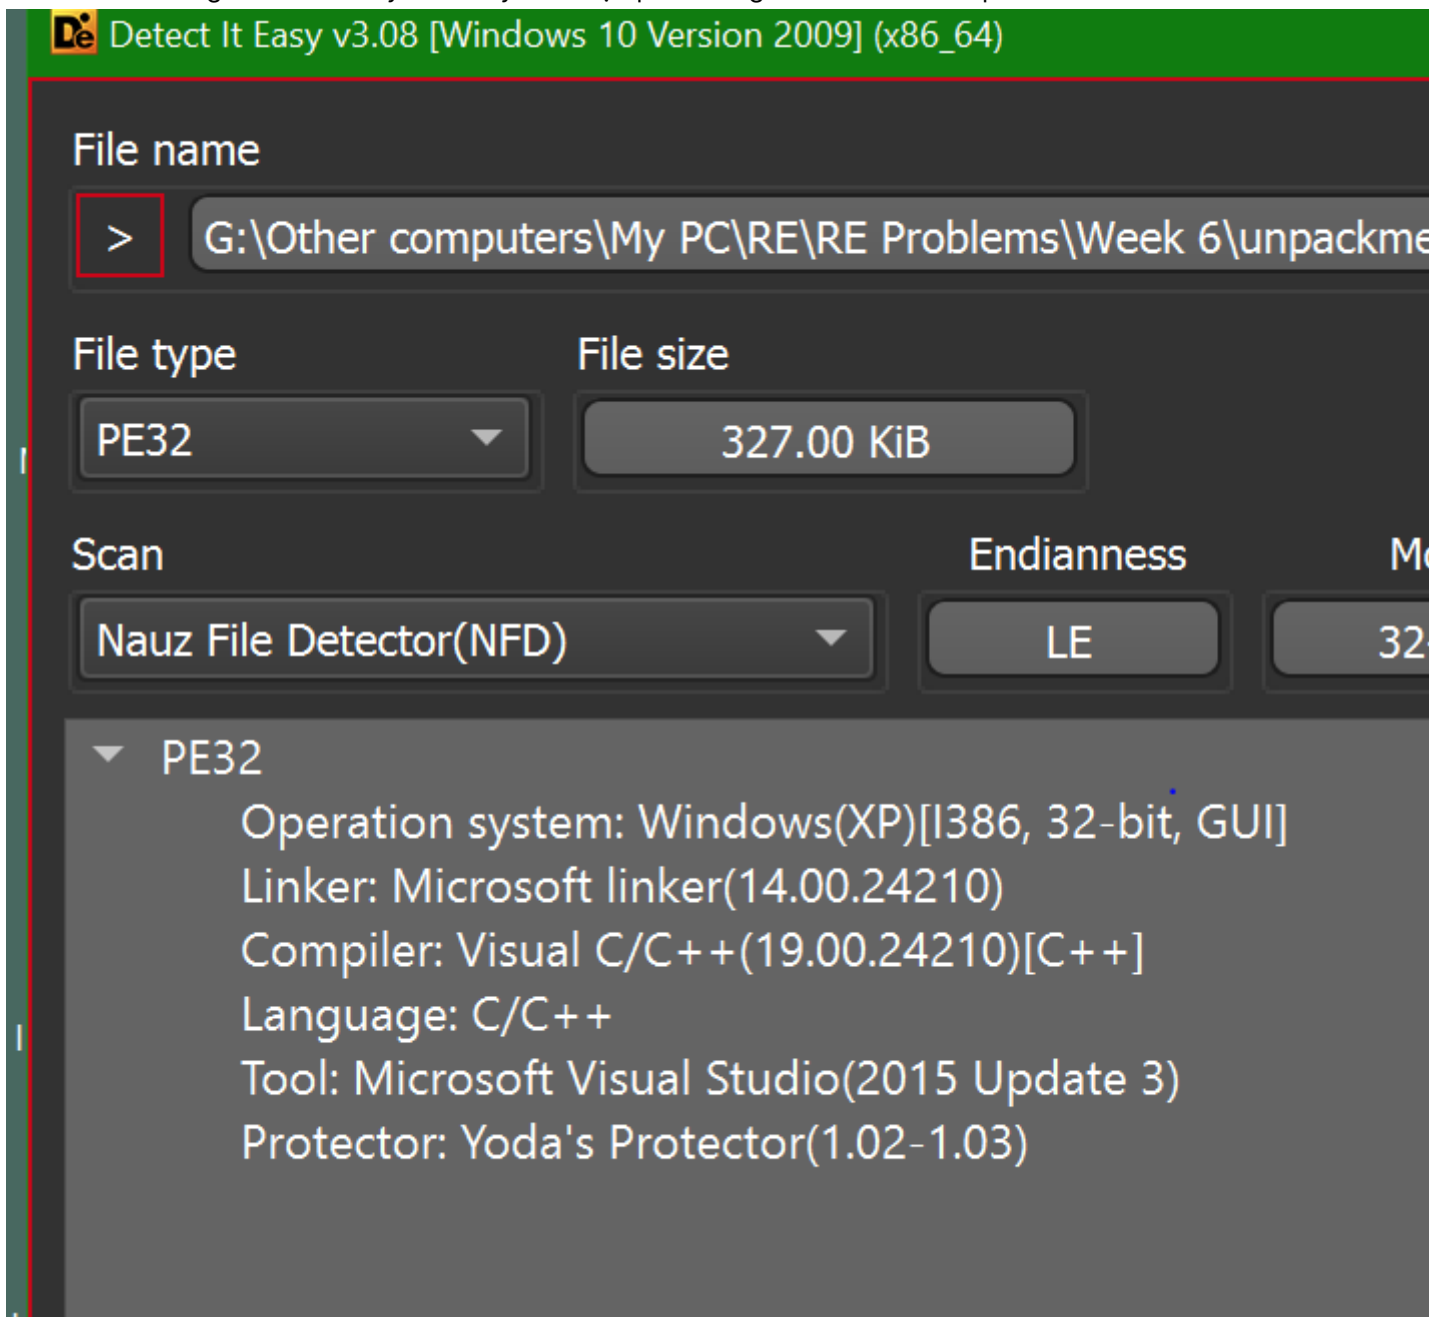 Detect It Easy v3.08 [Windows 10 Version 2009] (x86_64)
File name
> G:\Other computers\My PC\RE\RE Problems\Week 6\unpackme
File type File size
PE32 327.00 KiB
Scan Endianness
Nauz File Detector(NFD) LE 32-
PE32
Operation system: Windows(XP)[I386, 32-bit, GUI]
Linker: Microsoft linker(14.00.24210)
Compiler: Visual C/C++(19.00.24210)[C++]
Language: C/C++
Tool: Microsoft Visual Studio(2015 Update 3)
Protector: Yoda's Protector(1.02-1.03)